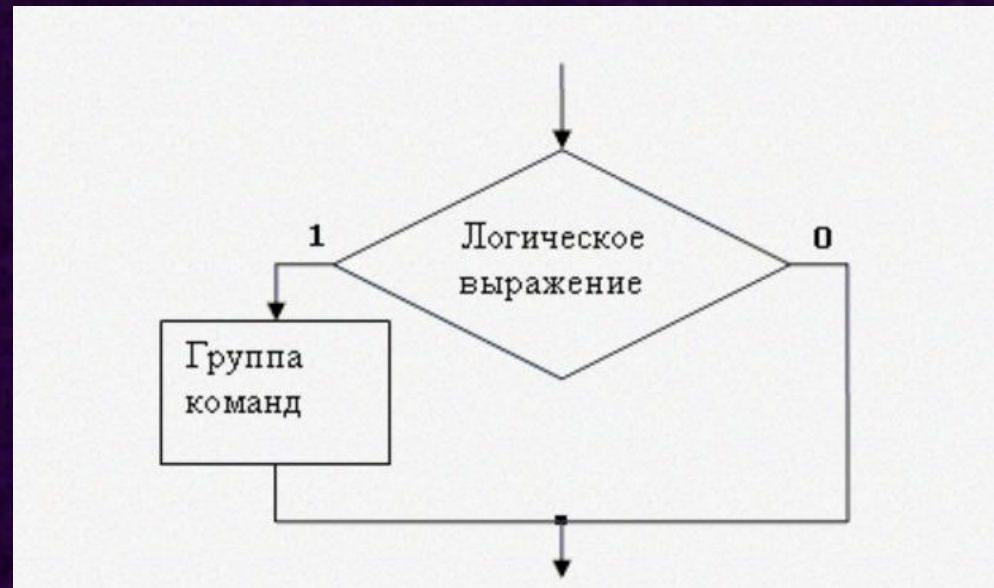 1
Логическое
выражение
0
Группа
команд